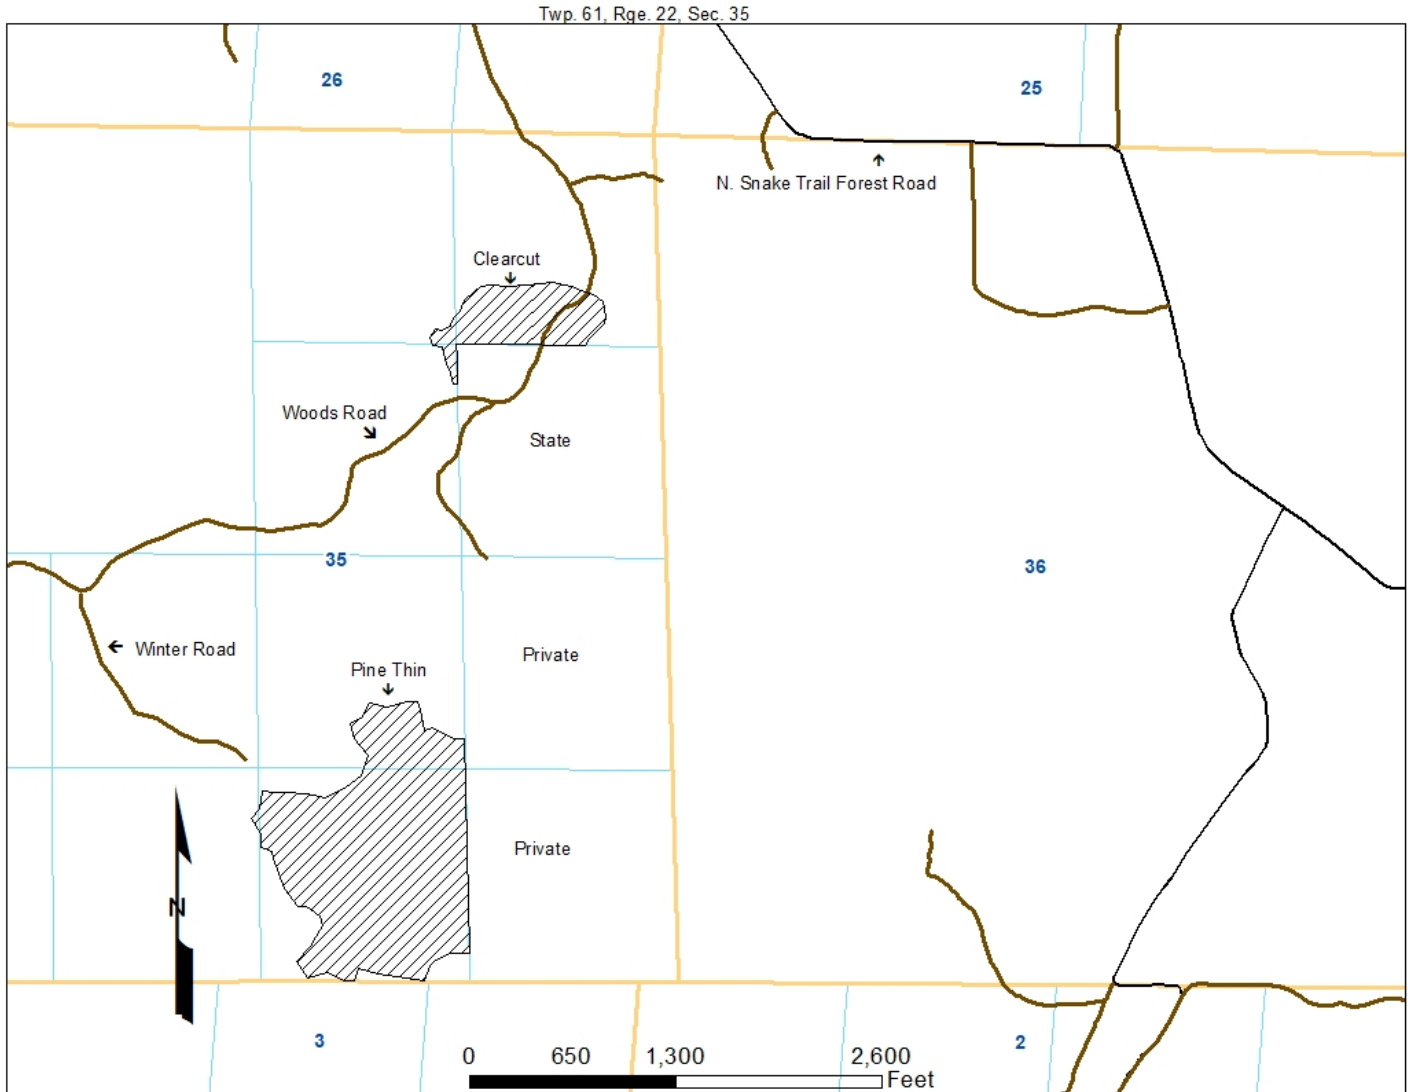 Twp. 61, Rge. 22, Sec. 35
26
25
N. Snake Trail Forest Road
Clearcut
Woods Road
State
35
36
Winter Road
Private
Pine Thin
Private
N
3
2
0 650 1,300 2,600
Feet